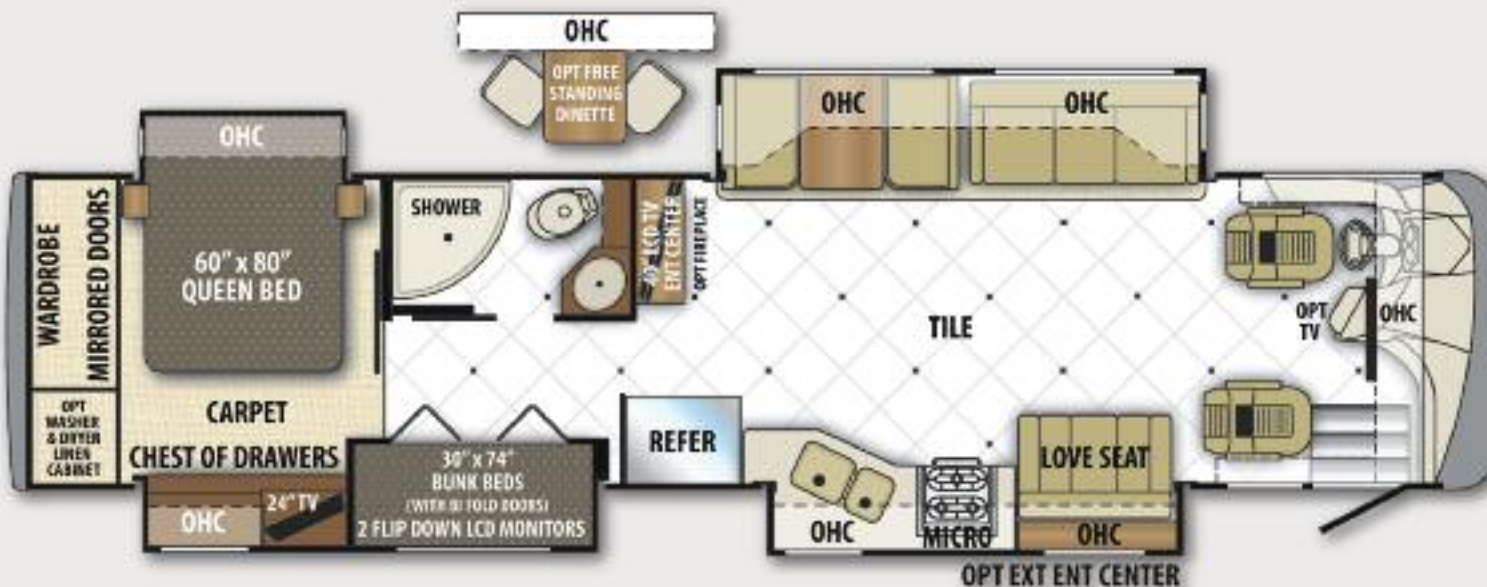 OHC
OPT FREE
STANDING
DINETTE
OHC
OHC
OHC
WARDROBE
MIRRORED DOORS
60" x 80"
QUEEN BED
SHOWER
40" LCD TV
ENT CENTER
OPT FIREPLACE
TILE
OPT
TV
OHC
OPT
WASHER
& DRYER
LINEN
CABINET
CARPET
CHEST OF DRAWERS
OHC
24" TV
30" x 74"
BUNK BEDS
(WITH BI FOLD DOORS)
2 FLIP DOWN LCD MONITORS
REFER
OHC
MICRO
LOVE SEAT
OHC
OPT EXT ENT CENTER